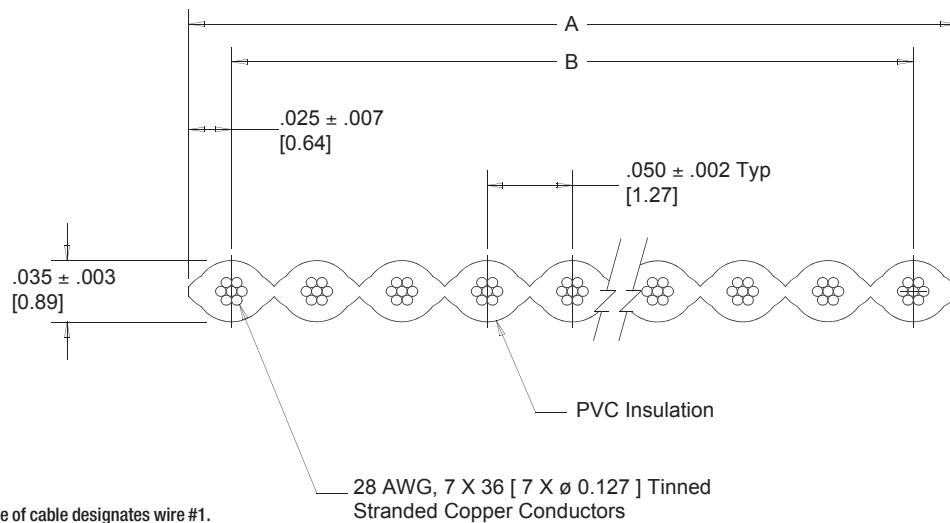 A
B
.025 ± .007
[0.64]
.050 ± .002 Typ
[1.27]
.035 ± .003
[0.89]
PVC Insulation
28 AWG, 7 X 36 [ 7 X ø 0.127 ] Tinned
Stranded Copper Conductors
e of cable designates wire #1.